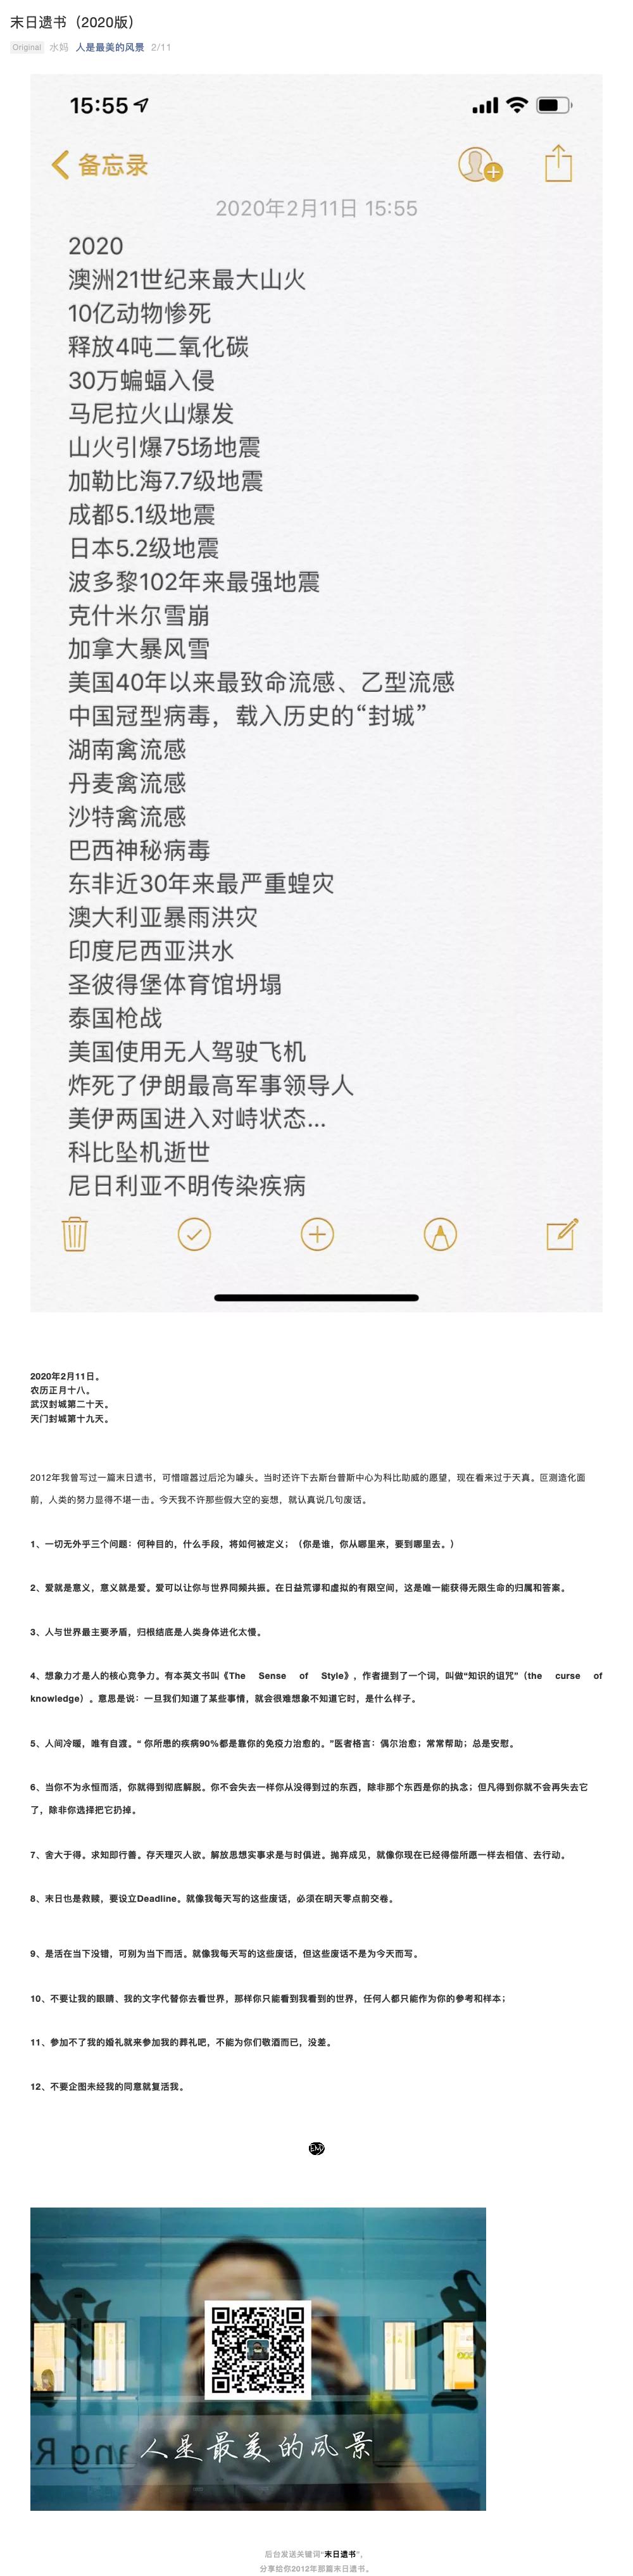 末日遗书（2020版）
Original 水妈 人是最美的风景 2/11
15:55
备忘录
2020年2月11日 15:55
2020
澳洲21世纪来最大山火
10亿动物惨死
释放4吨二氧化碳
30万蝙蝠入侵
马尼拉火山爆发
山火引爆75场地震
加勒比海7.7级地震
成都5.1级地震
日本5.2级地震
波多黎102年来最强地震
克什米尔雪崩
加拿大暴风雪
美国40年以来最致命流感、乙型流感
中国冠型病毒，载入历史的“封城”
湖南禽流感
丹麦禽流感
沙特禽流感
巴西神秘病毒
东非近30年来最严重蝗灾
澳大利亚暴雨洪灾
印度尼西亚洪水
圣彼得堡体育馆坍塌
泰国枪战
美国使用无人驾驶飞机
炸死了伊朗最高军事领导人
美伊两国进入对峙状态...
科比坠机逝世
尼日利亚不明传染疾病
2020年2月11日。
农历正月十八。
武汉封城第二十天。
天门封城第十九天。
2012年我曾写过一篇末日遗书，可惜喧嚣过后沦为噱头。当时还许下去斯台普斯中心为科比助威的愿望，现在看来过于天真。叵测造化面
前，人类的努力显得不堪一击。今天我不许那些假大空的妄想，就认真说几句废话。
1、一切无外乎三个问题：何种目的，什么手段，将如何被定义；（你是谁，你从哪里来，要到哪里去。）
2、爱就是意义，意义就是爱。爱可以让你与世界同频共振。在日益荒谬和虚拟的有限空间，这是唯一能获得无限生命的归属和答案。
3、人与世界最主要矛盾，归根结底是人类身体进化太慢。
4、想象力才是人的核心竞争力。有本英文书叫《The Sense of Style》，作者提到了一个词，叫做“知识的诅咒”（the curse of
knowledge）。意思是说：一旦我们知道了某些事情，就会很难想象不知道它时，是什么样子。
5、人间冷暖，唯有自渡。“ 你所患的疾病90%都是靠你的免疫力治愈的。”医者格言：偶尔治愈；常常帮助；总是安慰。
6、当你不为永恒而活，你就得到彻底解脱。你不会失去一样你从没得到过的东西，除非那个东西是你的执念；但凡得到你就不会再失去它
了，除非你选择把它扔掉。
7、舍大于得。求知即行善。存天理灭人欲。解放思想实事求是与时俱进。抛弃成见，就像你现在已经得偿所愿一样去相信、去行动。
8、末日也是救赎，要设立Deadline。就像我每天写的这些废话，必须在明天零点前交卷。
9、是活在当下没错，可别为当下而活。就像我每天写的这些废话，但这些废话不是为今天而写。
10、不要让我的眼睛、我的文字代替你去看世界，那样你只能看到我看到的世界，任何人都只能作为你的参考和样本；
11、参加不了我的婚礼就来参加我的葬礼吧，不能为你们敬酒而已，没差。
12、不要企图未经我的同意就复活我。
人是最美的风景
后台发送关键词“末日遗书”，
分享给你2012年那篇末日遗书。